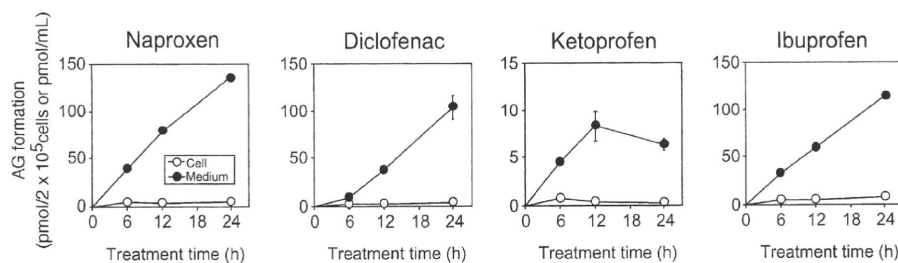 Naproxen
Diclofenac
Ketoprofen
Ibuprofen
AG formation
(pmol/2 x 10⁵cells or pmol/mL)
150
100
50
0
Cell
Medium
0 6 12 18 24
Treatment time (h)
150
100
50
0
0 6 12 18 24
Treatment time (h)
15
10
5
0
0 6 12 18 24
Treatment time (h)
150
100
50
0
0 6 12 18 24
Treatment time (h)